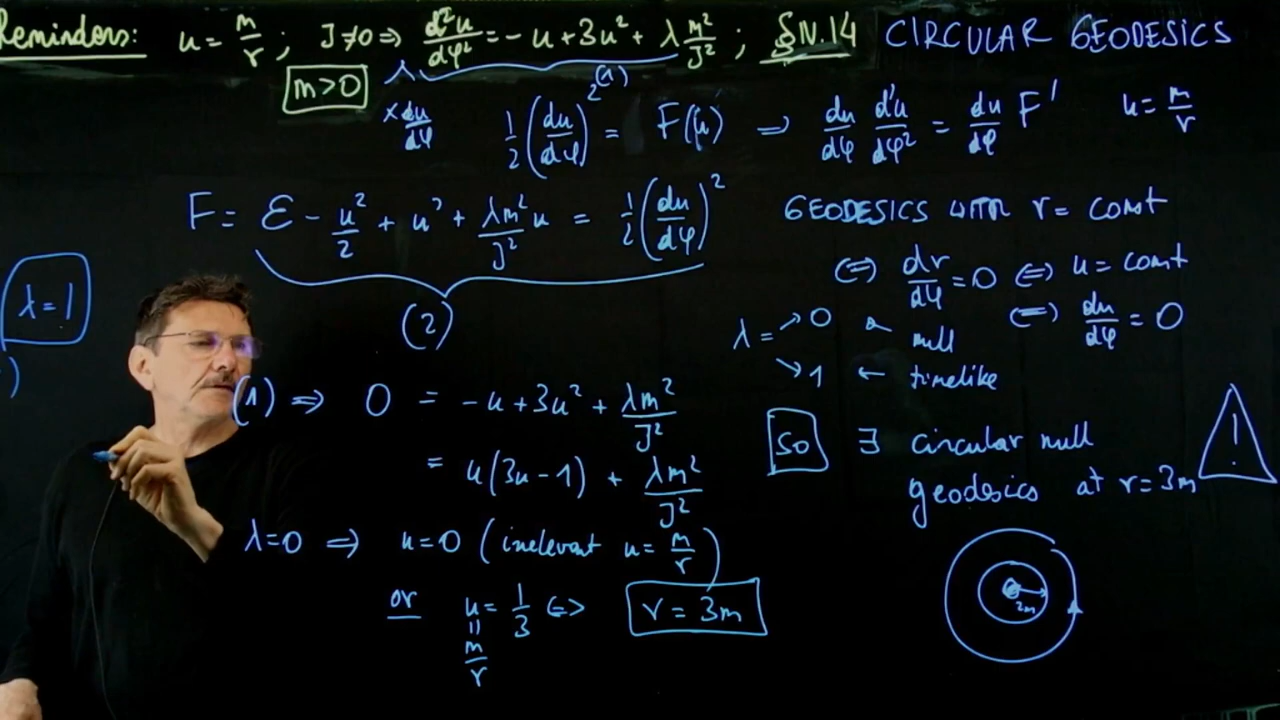 Reminders: u = m/r ; J≠0 ⇒ d²u/dφ² = -u + 3u² + λ m²/J² ; §N.14 CIRCULAR GEODESICS
m>0
(1)
× du/dφ 1/2 (du/dφ)² = F(u) ⇒ du/dφ d²u/dφ² = du/dφ F' u = m/r
F = ℰ - u²/2 + u³ + λm²/J² u = 1/2 (du/dφ)²
(2)
GEODESICS WITH r = const
⇔ dr/dφ = 0 ⇔ u = const
⇔ du/dφ = 0
λ = → 0 ← null
→ 1 ← timelike
λ = 1
(1) ⇒ 0 = -u + 3u² + λm²/J²
= u(3u-1) + λm²/J²
λ=0 ⇒ u=0 (irrelevant u = m/r)
or u = 1/3 ⇔ r = 3m
= m/r
So ∃ circular null
geodesics at r = 3m
!
2m